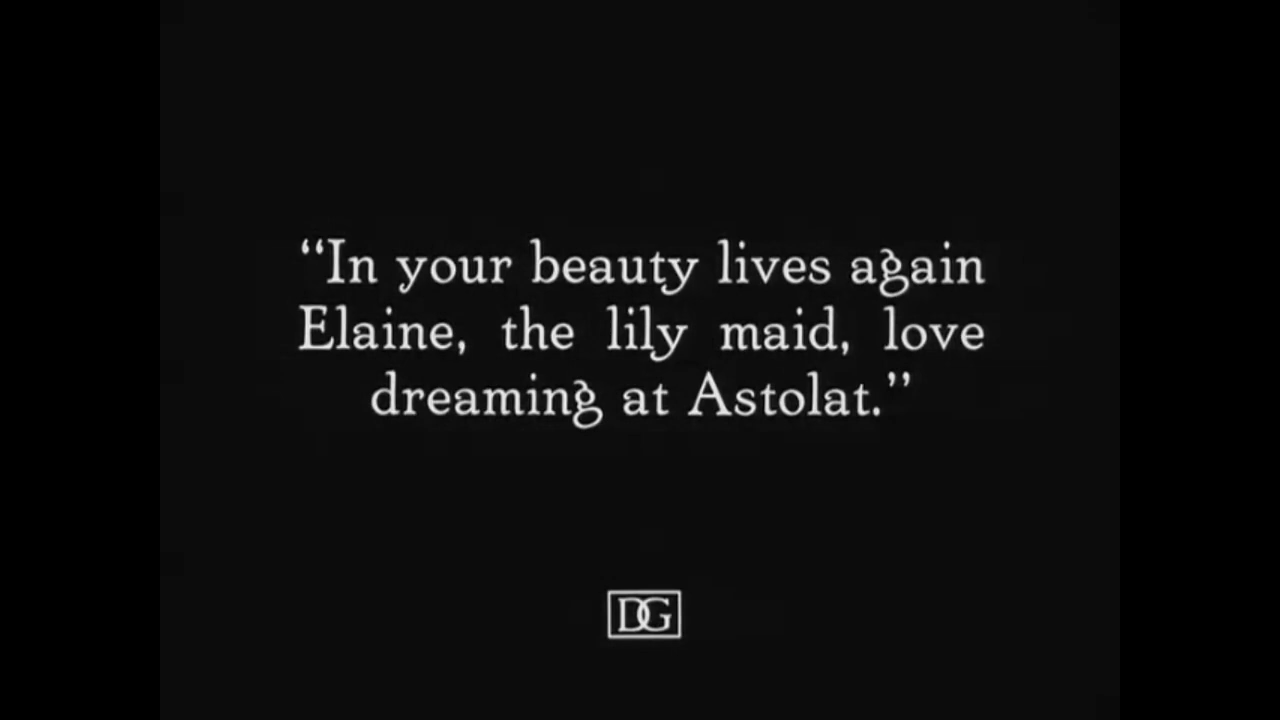 “In your beauty lives again
Elaine, the lily maid, love
dreaming at Astolat.”
DG